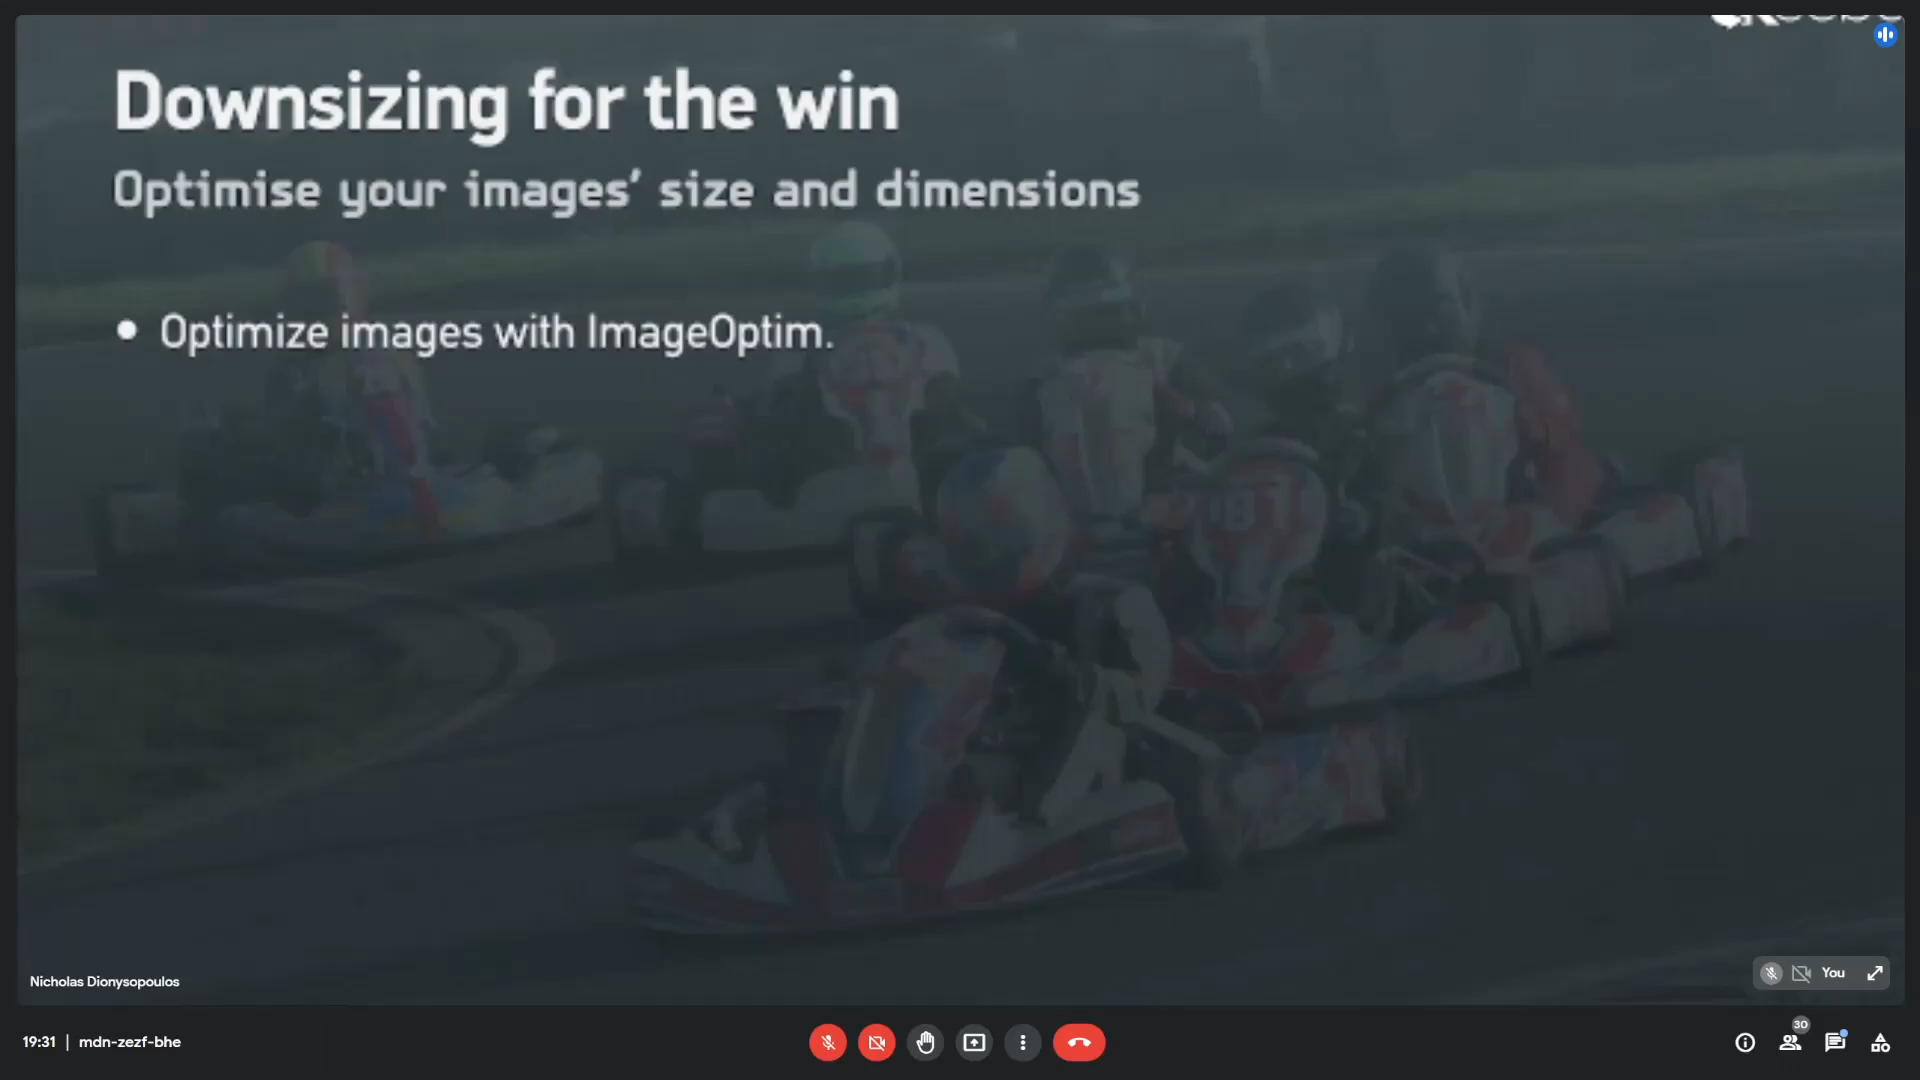 Downsizing for the win
Optimise your images’ size and dimensions
• Optimize images with ImageOptim.
Nicholas Dionysopoulos
You
19:31 | mdn-zezf-bhe
30